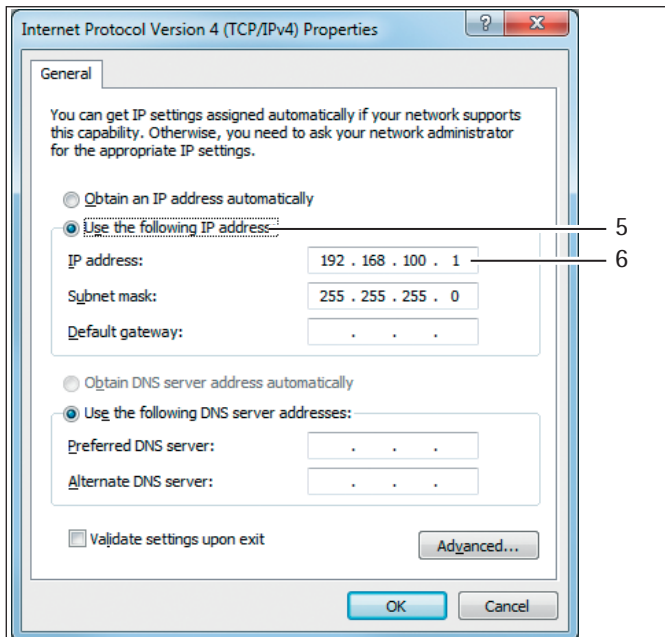 Internet Protocol Version 4 (TCP/IPv4) Properties
General
You can get IP settings assigned automatically if your network supports
this capability. Otherwise, you need to ask your network administrator
for the appropriate IP settings.
Obtain an IP address automatically
Use the following IP address: 5
IP address: 192 . 168 . 100 . 1 6
Subnet mask: 255 . 255 . 255 . 0
Default gateway: . . .
Obtain DNS server address automatically
Use the following DNS server addresses:
Preferred DNS server: . . .
Alternate DNS server: . . .
Validate settings upon exit
Advanced...
OK Cancel